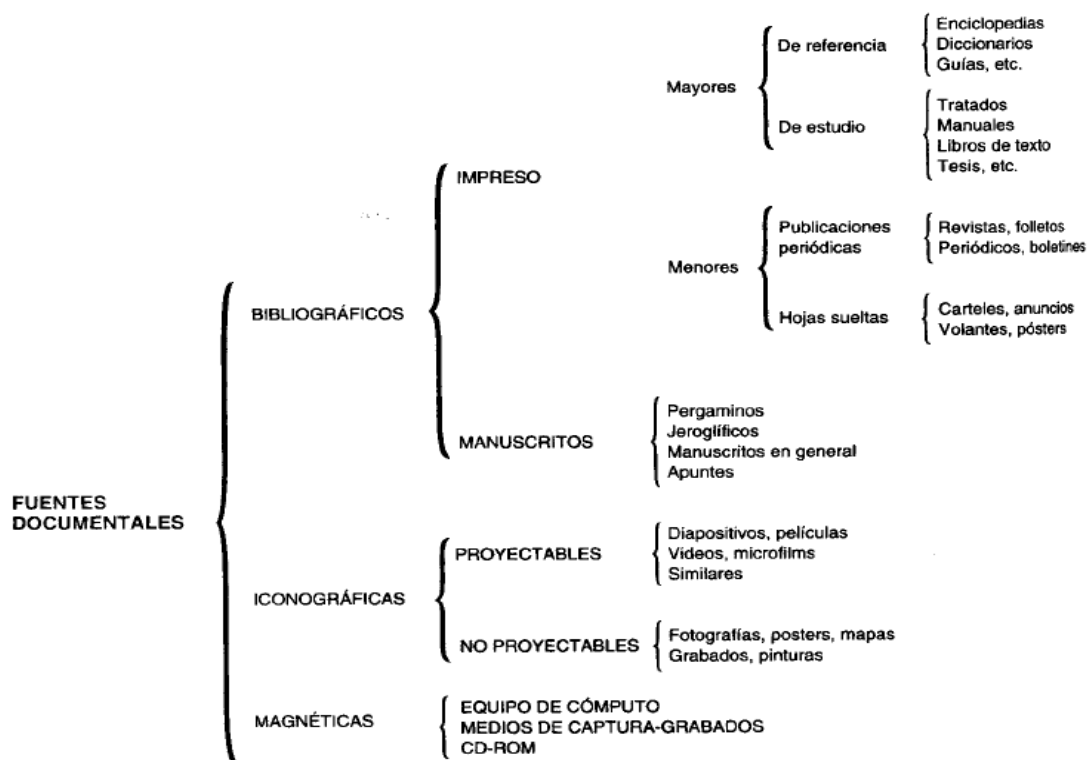 FUENTES
DOCUMENTALES
BIBLIOGRÁFICOS
IMPRESO
Mayores
De referencia
Enciclopedias
Diccionarios
Guías, etc.
De estudio
Tratados
Manuales
Libros de texto
Tesis, etc.
Menores
Publicaciones
periódicas
Revistas, folletos
Periódicos, boletines
Hojas sueltas
Carteles, anuncios
Volantes, pósters
MANUSCRITOS
Pergaminos
Jeroglíficos
Manuscritos en general
Apuntes
ICONOGRÁFICAS
PROYECTABLES
Diapositivos, películas
Videos, microfilms
Similares
NO PROYECTABLES
Fotografías, posters, mapas
Grabados, pinturas
MAGNÉTICAS
EQUIPO DE CÓMPUTO
MEDIOS DE CAPTURA-GRABADOS
CD-ROM